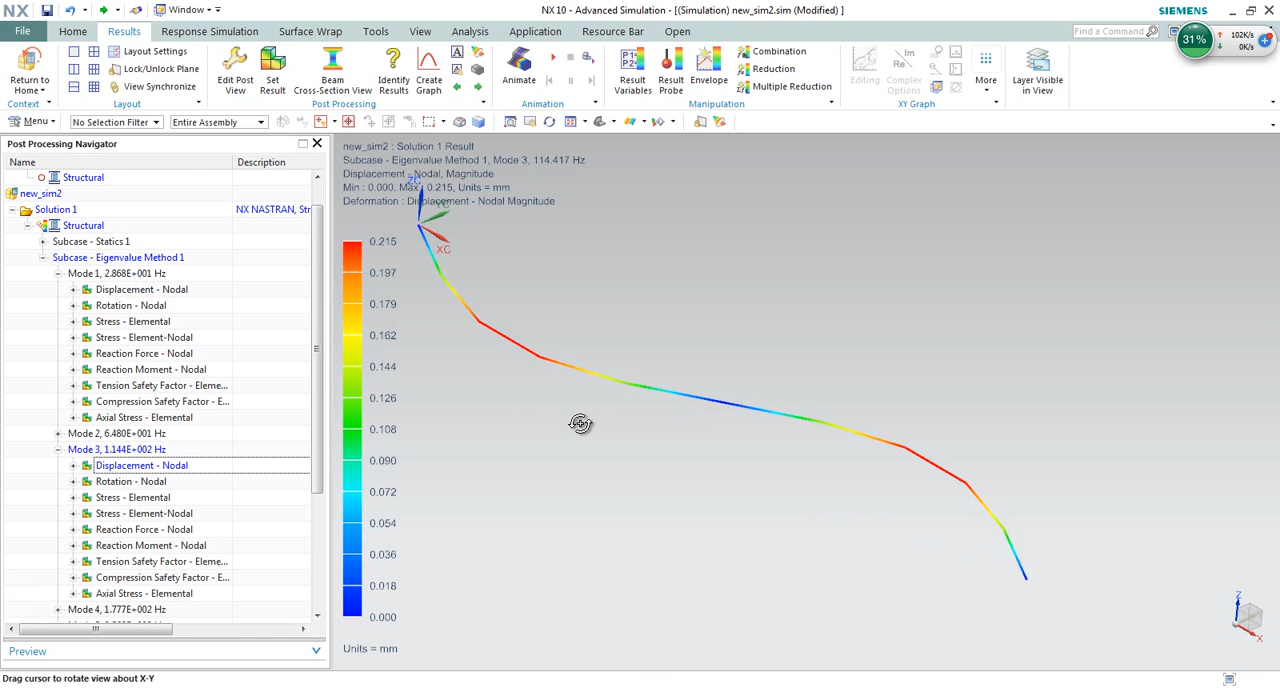 NX
Window
NX 10 - Advanced Simulation - [(Simulation) new_sim2.sim (Modified) ]
SIEMENS
File
Home
Results
Response Simulation
Surface Wrap
Tools
View
Analysis
Application
Resource Bar
Open
Find a Command
31%
102K/s
0K/s
Return to
Home
Context
Layout Settings
Lock/Unlock Plane
View Synchronize
Layout
Edit Post
View
Set
Result
Beam
Cross-Section View
Identify
Results
Create
Graph
Post Processing
Animate
Animation
Result
Variables
Result
Probe
Envelope
Combination
Reduction
Multiple Reduction
Manipulation
Editing
Complex
Options
XY Graph
More
Layer Visible
in View
Menu
No Selection Filter
Entire Assembly
Post Processing Navigator
Name
Description
Structural
new_sim2
Solution 1
NX NASTRAN, Str
Structural
Subcase - Statics 1
Subcase - Eigenvalue Method 1
Mode 1, 2.868E+001 Hz
Displacement - Nodal
Rotation - Nodal
Stress - Elemental
Stress - Element-Nodal
Reaction Force - Nodal
Reaction Moment - Nodal
Tension Safety Factor - Eleme...
Compression Safety Factor - E...
Axial Stress - Elemental
Mode 2, 6.480E+001 Hz
Mode 3, 1.144E+002 Hz
Displacement - Nodal
Rotation - Nodal
Stress - Elemental
Stress - Element-Nodal
Reaction Force - Nodal
Reaction Moment - Nodal
Tension Safety Factor - Eleme...
Compression Safety Factor - E...
Axial Stress - Elemental
Mode 4, 1.777E+002 Hz
Preview
new_sim2 : Solution 1 Result
Subcase - Eigenvalue Method 1, Mode 3, 114.417 Hz
Displacement - Nodal, Magnitude
Min : 0.000, Max : 0.215, Units = mm
Deformation : Displacement - Nodal Magnitude
ZC
YC
XC
0.215
0.197
0.179
0.162
0.144
0.126
0.108
0.090
0.072
0.054
0.036
0.018
0.000
Units = mm
Z
X
Drag cursor to rotate view about X-Y